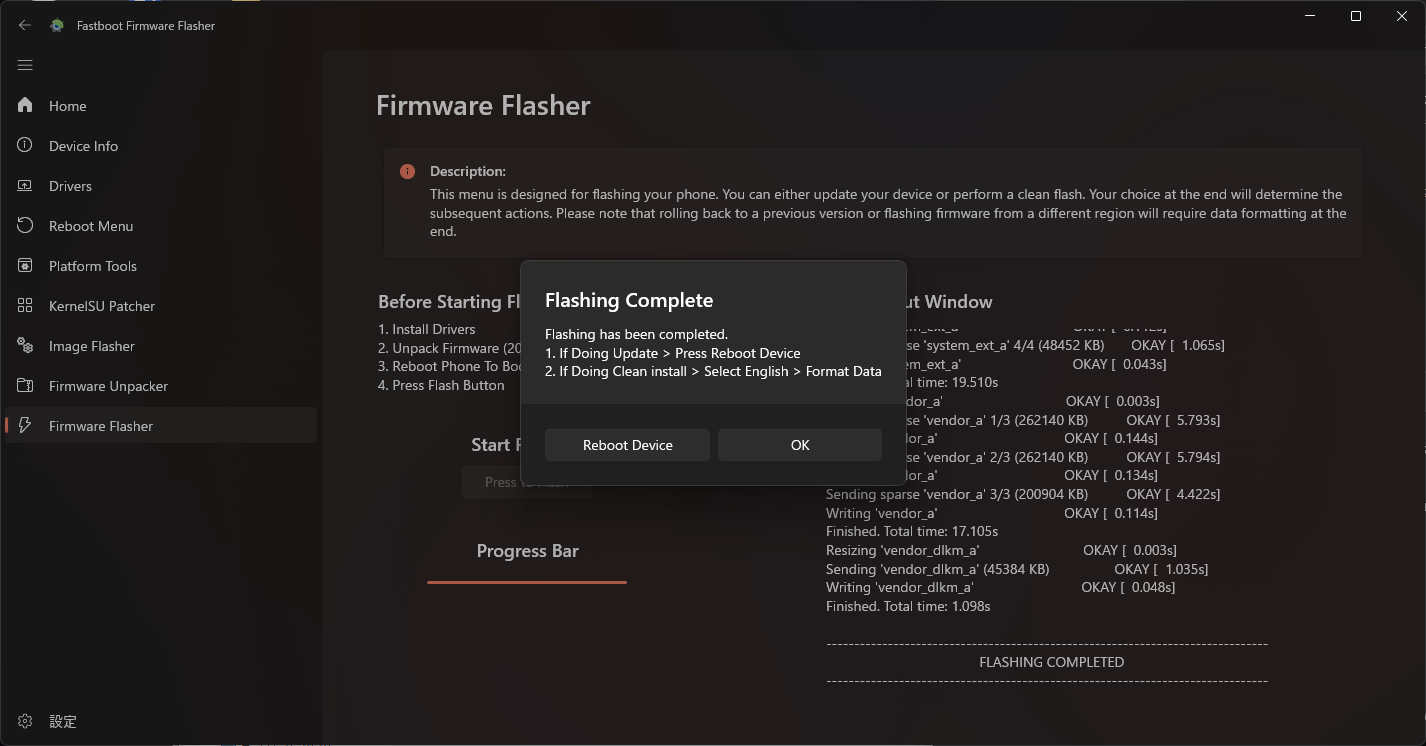 Fastboot Firmware Flasher
Home
Device Info
Drivers
Reboot Menu
Platform Tools
KernelSU Patcher
Image Flasher
Firmware Unpacker
Firmware Flasher
設定
Firmware Flasher
Description:
This menu is designed for flashing your phone. You can either update your device or perform a clean flash. Your choice at the end will determine the
subsequent actions. Please note that rolling back to a previous version or flashing firmware from a different region will require data formatting at the
end.
Before Starting Fl
1. Install Drivers
2. Unpack Firmware (20
3. Reboot Phone To Boo
4. Press Flash Button
Start F
Press
Progress Bar
Flashing Complete
Flashing has been completed.
1. If Doing Update > Press Reboot Device
2. If Doing Clean install > Select English > Format Data
Reboot Device
OK
ut Window
se 'system_ext_a' 4/4 (48452 KB) OKAY [ 1.065s]
em_ext_a' OKAY [ 0.043s]
al time: 19.510s
dor_a' OKAY [ 0.003s]
se 'vendor_a' 1/3 (262140 KB) OKAY [ 5.793s]
dor_a' OKAY [ 0.144s]
se 'vendor_a' 2/3 (262140 KB) OKAY [ 5.794s]
dor_a' OKAY [ 0.134s]
Sending sparse 'vendor_a' 3/3 (200904 KB) OKAY [ 4.422s]
Writing 'vendor_a' OKAY [ 0.114s]
Finished. Total time: 17.105s
Resizing 'vendor_dlkm_a' OKAY [ 0.003s]
Sending 'vendor_dlkm_a' (45384 KB) OKAY [ 1.035s]
Writing 'vendor_dlkm_a' OKAY [ 0.048s]
Finished. Total time: 1.098s
FLASHING COMPLETED